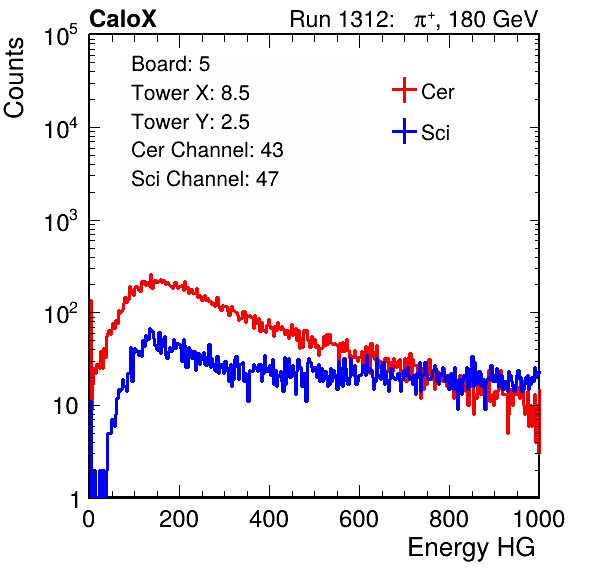 CaloX Run 1312: π⁺, 180 GeV
Counts
10⁵
10⁴
10³
10²
10
1
Board: 5
Tower X: 8.5
Tower Y: 2.5
Cer Channel: 43
Sci Channel: 47
Cer
Sci
0 200 400 600 800 1000
Energy HG